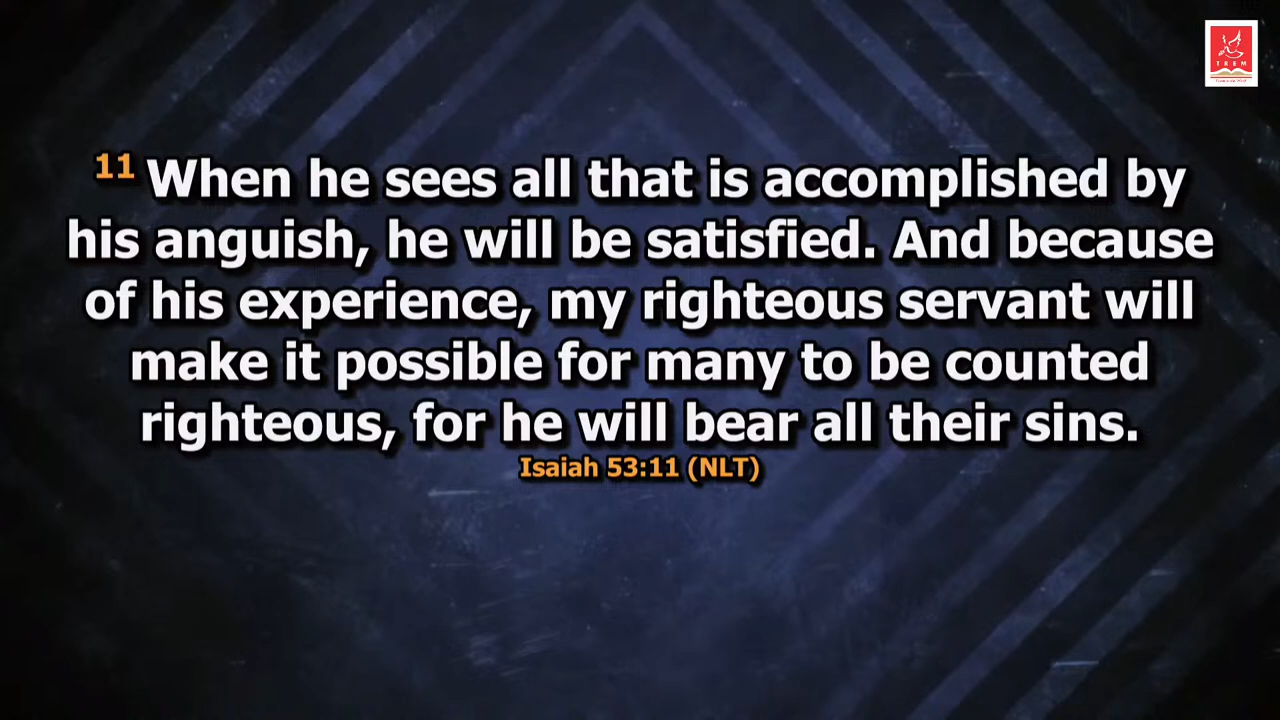 TREM
11 When he sees all that is accomplished by
his anguish, he will be satisfied. And because
of his experience, my righteous servant will
make it possible for many to be counted
righteous, for he will bear all their sins.
Isaiah 53:11 (NLT)